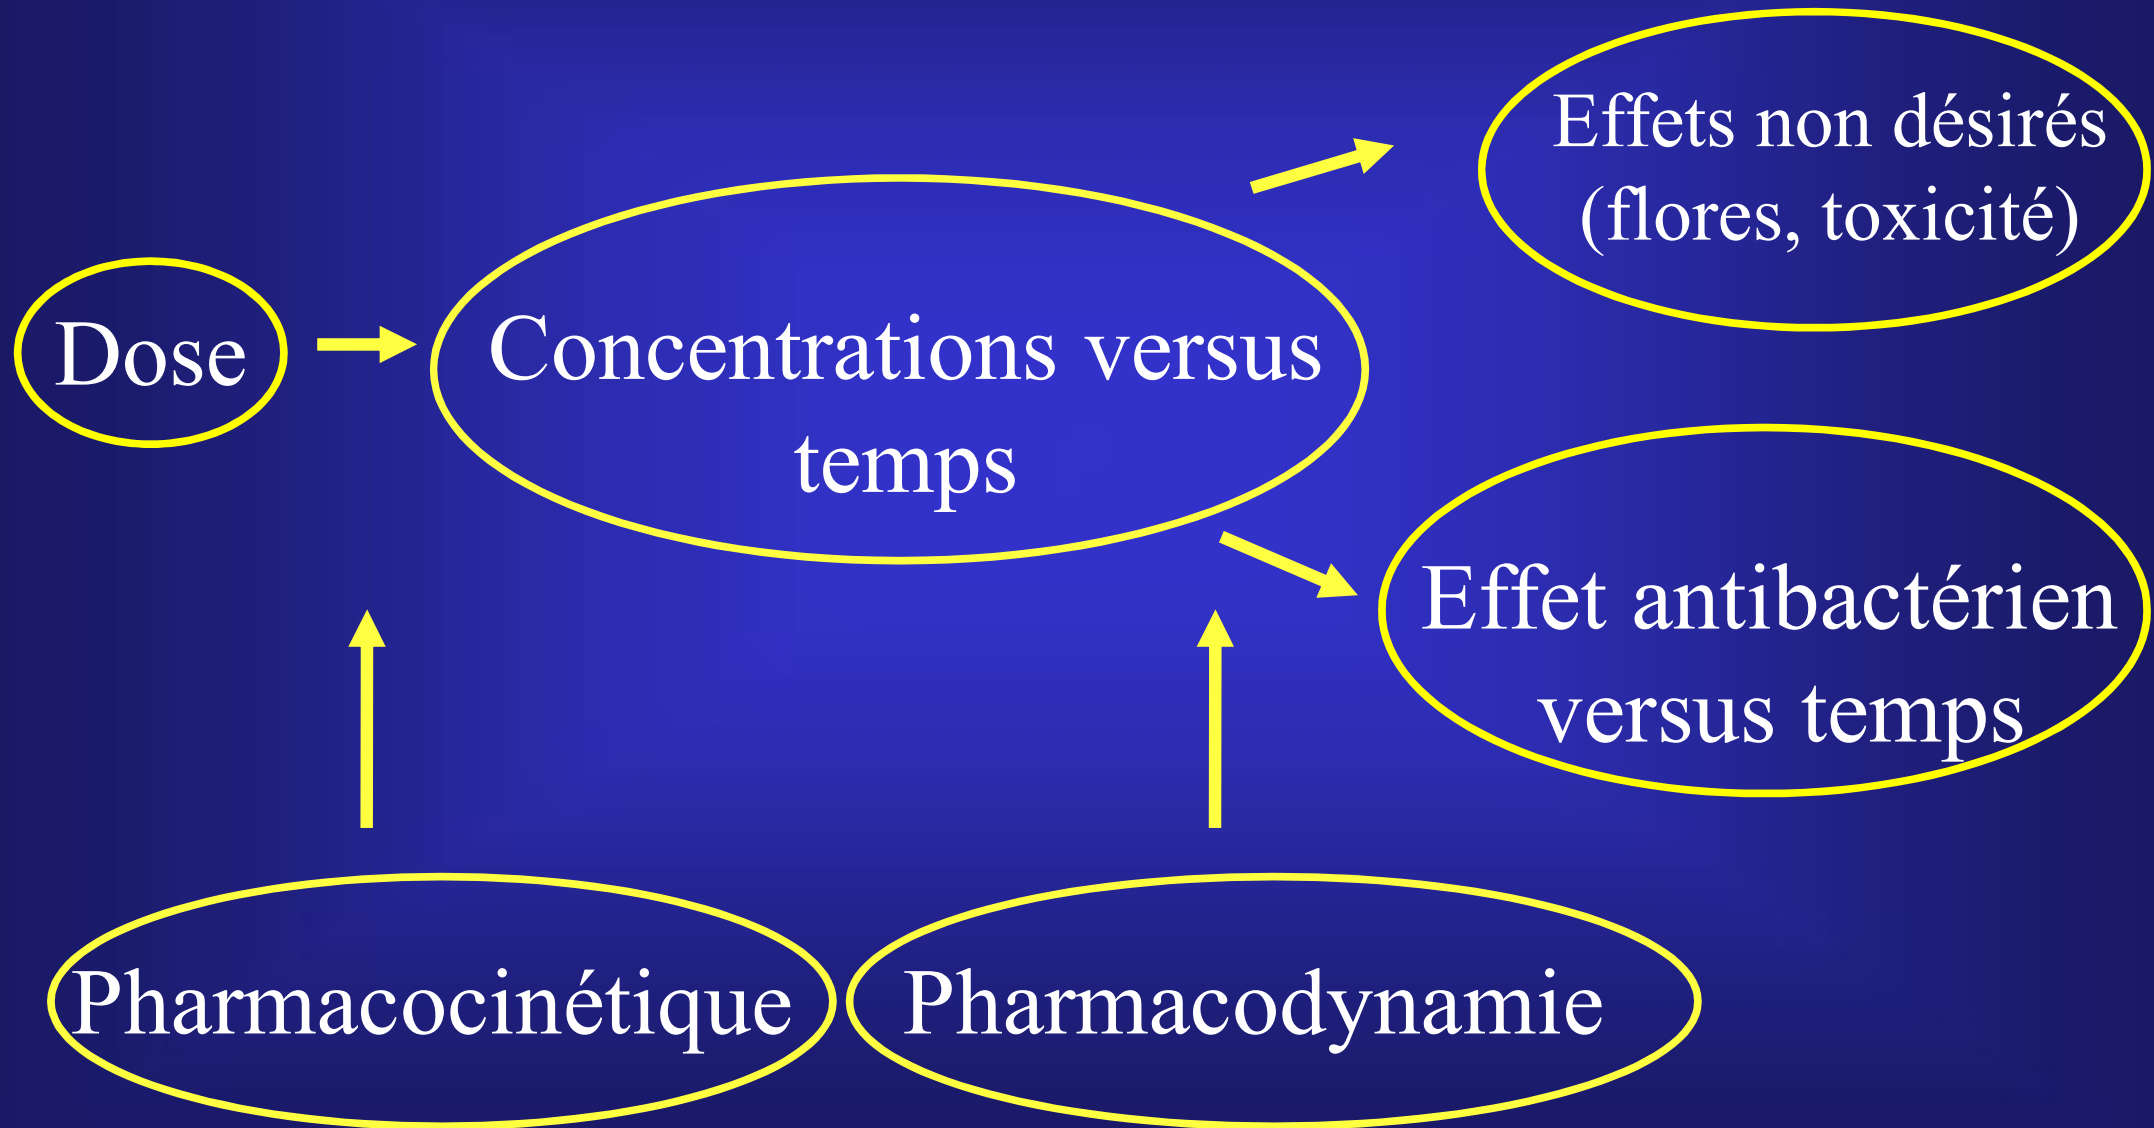 Effets non désirés
(flores, toxicité)
Dose
Concentrations versus
temps
Effet antibactérien
versus temps
Pharmacocinétique
Pharmacodynamie